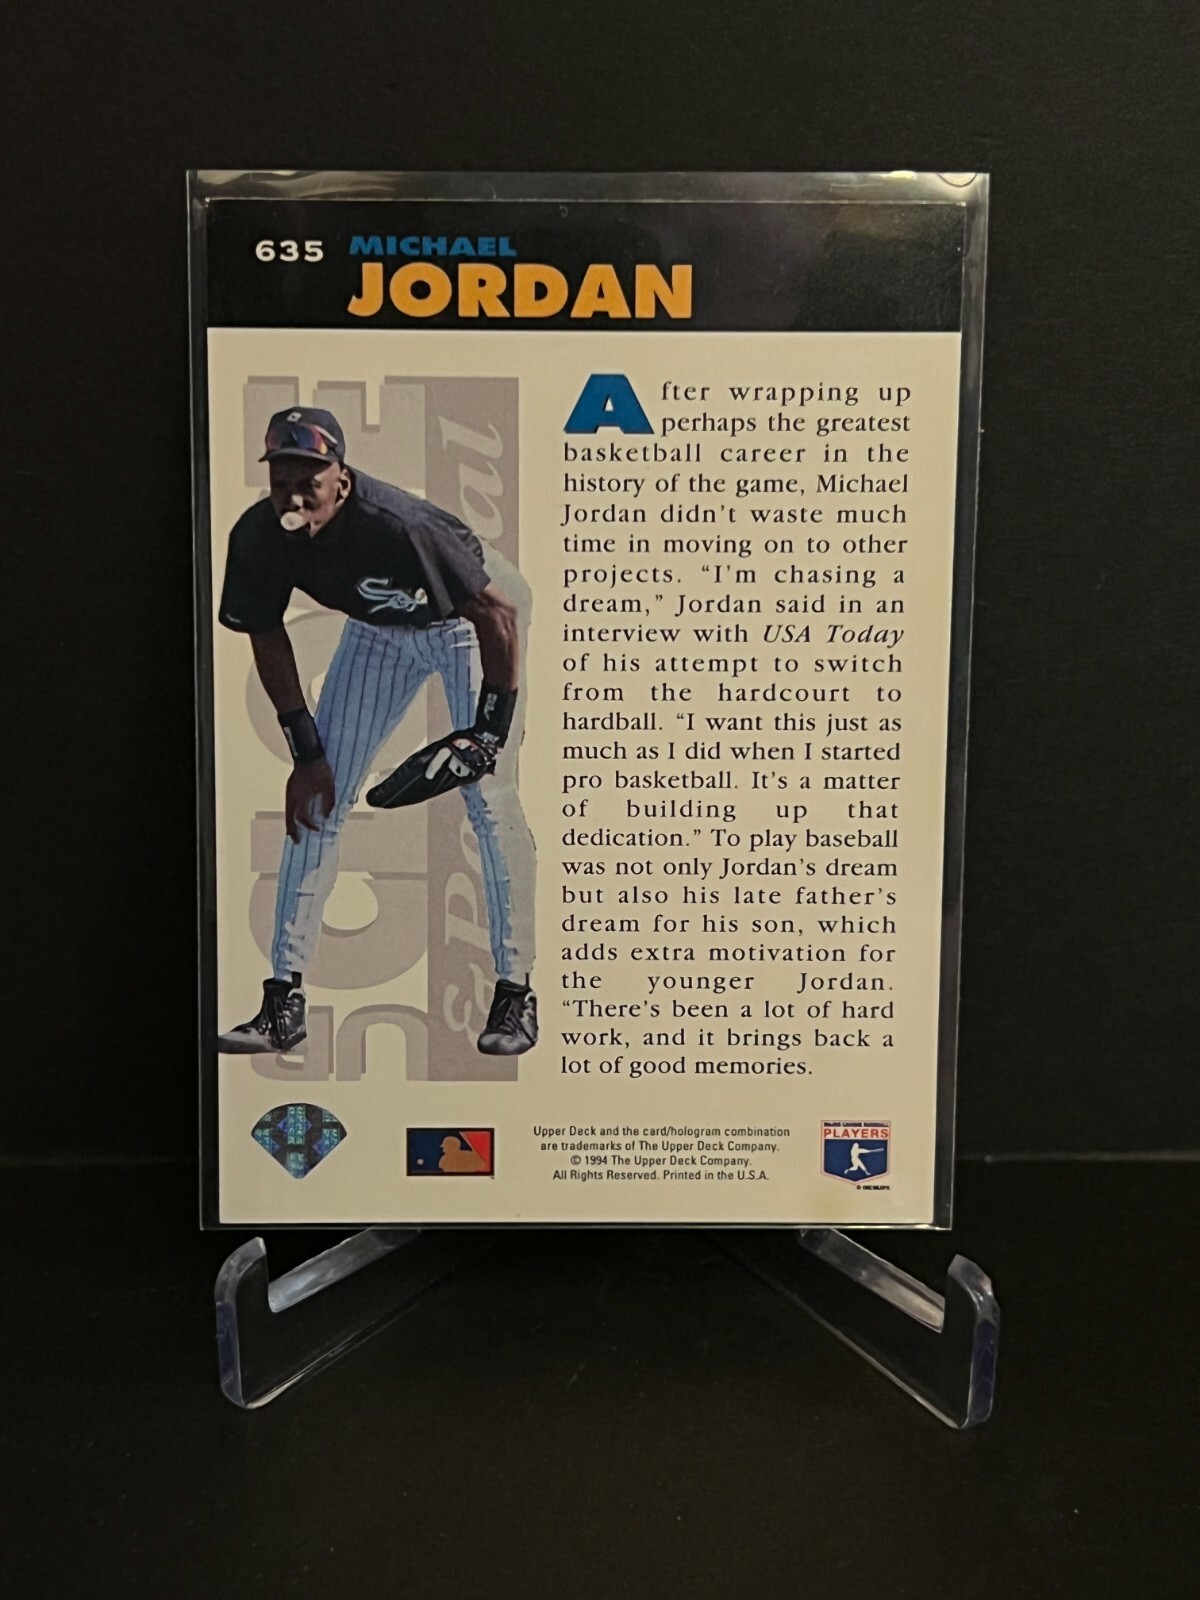 635 MICHAEL
JORDAN
After wrapping up
perhaps the greatest
basketball career in the
history of the game, Michael
Jordan didn't waste much
time in moving on to other
projects. "I'm chasing a
dream," Jordan said in an
interview with USA Today
of his attempt to switch
from the hardcourt to
hardball. "I want this just as
much as I did when I started
pro basketball. It's a matter
of building up that
dedication." To play baseball
was not only Jordan's dream
but also his late father's
dream for his son, which
adds extra motivation for
the younger Jordan.
"There's been a lot of hard
work, and it brings back a
lot of good memories.
Sox
Upper Deck and the card/hologram combination
are trademarks of The Upper Deck Company.
© 1994 The Upper Deck Company.
All Rights Reserved. Printed in the U.S.A.
PLAYERS